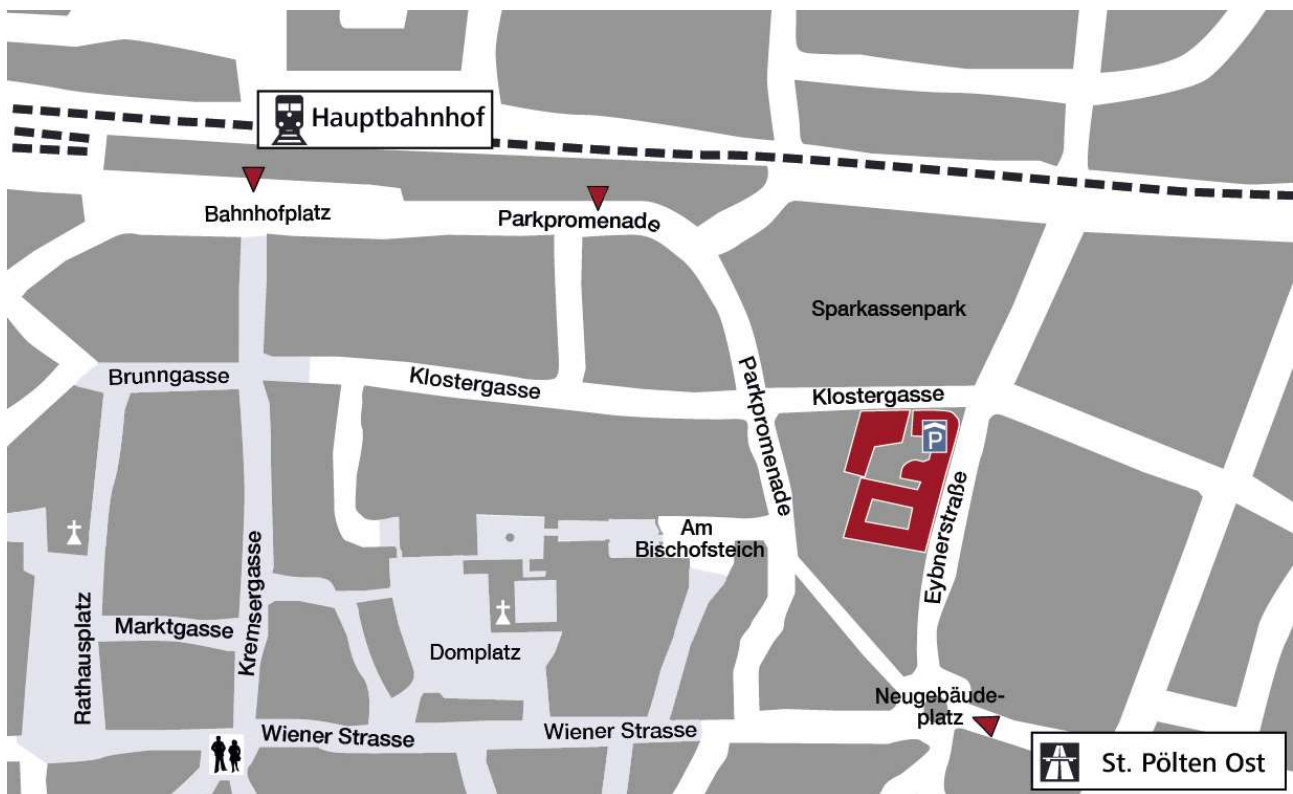 Hauptbahnhof
Bahnhofplatz
Parkpromenade
Sparkassenpark
Brunngasse
Klostergasse
Parkpromenade
Klostergasse
P
Am
Bischofsteich
Eybnerstraße
Kremsergasse
Rathausplatz
Marktgasse
Domplatz
Neugebäude-
platz
Wiener Strasse
Wiener Strasse
St. Pölten Ost